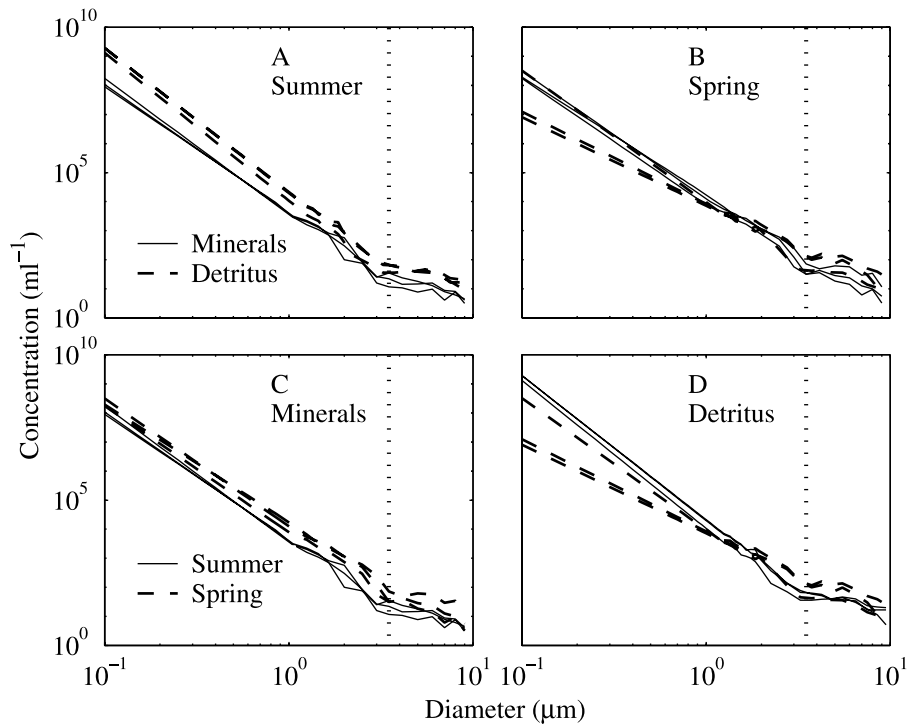 10^10
A
B
Summer
Spring
10^5
Minerals
Detritus
10^0
10^10
C
D
Minerals
Detritus
10^5
Summer
Spring
10^0
10^−1 10^0 10^1 10^−1 10^0 10^1
Diameter (μm)
Concentration (ml^−1)